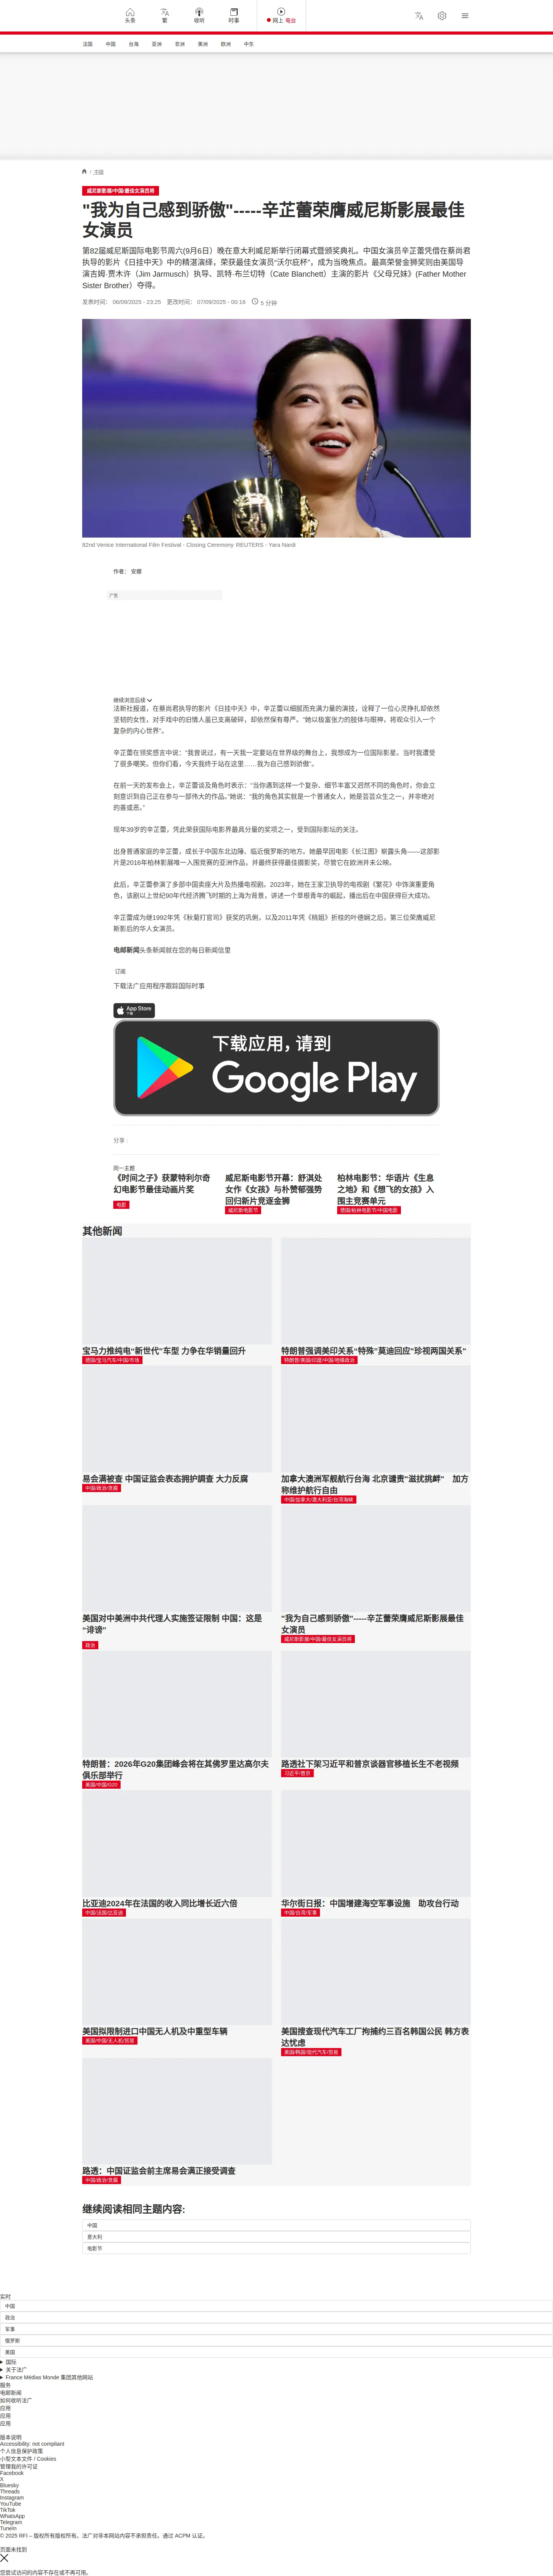 头条
繁
收听
时事
网上 电台
法国 中国 台海 亚洲 非洲 美洲 欧洲 中东
/ 中国
威尼斯影展/中国/最佳女演员将
"我为自己感到骄傲"-----辛芷蕾荣膺威尼斯影展最佳
女演员
第82届威尼斯国际电影节周六(9月6日）晚在意大利威尼斯举行闭幕式暨颁奖典礼。中国女演员辛芷蕾凭借在蔡尚君
执导的影片《日挂中天》中的精湛演绎，荣获最佳女演员“沃尔庇杯”，成为当晚焦点。最高荣誉金狮奖则由美国导
演吉姆·贾木许（Jim Jarmusch）执导、凯特·布兰切特（Cate Blanchett）主演的影片《父母兄妹》(Father Mother
Sister Brother）夺得。
发表时间： 06/09/2025 - 23:25 更改时间： 07/09/2025 - 00:16 5 分钟
82nd Venice International Film Festival - Closing Ceremony REUTERS - Yara Nardi
作者： 安娜
广告
继续浏览后续
法新社报道，在蔡尚君执导的影片《日挂中天》中，辛芷蕾以细腻而充满力量的演技，诠释了一位心灵挣扎却依然
坚韧的女性，对手戏中的旧情人虽已支离破碎，却依然保有尊严。“她以极富张力的肢体与眼神，将观众引入一个
复杂的内心世界”。
辛芷蕾在领奖感言中说：“我曾说过，有一天我一定要站在世界级的舞台上，我想成为一位国际影星。当时我遭受
了很多嘲笑。但你们看，今天我终于站在这里……我为自己感到骄傲”。
在前一天的发布会上，辛芷蕾谈及角色时表示：“当你遇到这样一个复杂、细节丰富又迥然不同的角色时，你会立
刻意识到自己正在参与一部伟大的作品。”她说：“我的角色其实就是一个普通女人，她是芸芸众生之一，并非绝对
的善或恶。”
现年39岁的辛芷蕾，凭此荣获国际电影界最具分量的奖项之一，受到国际影坛的关注。
出身普通家庭的辛芷蕾，成长于中国东北边陲、临近俄罗斯的地方。她最早因电影《长江图》崭露头角——这部影
片是2016年柏林影展唯一入围竞赛的亚洲作品，并最终获得最佳摄影奖，尽管它在欧洲并未公映。
此后，辛芷蕾参演了多部中国卖座大片及热播电视剧。2023年，她在王家卫执导的电视剧《繁花》中饰演重要角
色，该剧以上世纪90年代经济腾飞时期的上海为背景，讲述一个草根青年的崛起，播出后在中国获得巨大成功。
辛芷蕾成为继1992年凭《秋菊打官司》获奖的巩俐，以及2011年凭《桃姐》折桂的叶德娴之后，第三位荣膺威尼
斯影后的华人女演员。
电邮新闻头条新闻就在您的每日新闻信里
订阅
下载法广应用程序跟踪国际时事
App Store
下载
下载应用，请到
Google Play
分享 :
同一主题
《时间之子》获蒙特利尔奇
幻电影节最佳动画片奖
电影
威尼斯电影节开幕：舒淇处
女作《女孩》与朴赞郁强势
回归新片竞逐金狮
威尼斯电影节
柏林电影节：华语片《生息
之地》和《想飞的女孩》入
围主竞赛单元
德国/柏林电影节/中国电影
其他新闻
宝马力推纯电"新世代"车型 力争在华销量回升
德国/宝马汽车/中国/市场
特朗普强调美印关系"特殊"莫迪回应"珍视两国关系"
特朗普/美国/印度/中国/地缘政治
易会满被查 中国证监会表态拥护調查 大力反腐
中国/政治/贪腐
加拿大澳洲军舰航行台海 北京谴责"滋扰挑衅" 加方
称维护航行自由
中国/加拿大/澳大利亚/台湾海峡
美国对中美洲中共代理人实施签证限制 中国：这是
“诽谤”
政治
"我为自己感到骄傲"-----辛芷蕾荣膺威尼斯影展最佳
女演员
威尼斯影展/中国/最佳女演员将
特朗普：2026年G20集团峰会将在其佛罗里达高尔夫
俱乐部举行
美国/中国/G20
路透社下架习近平和普京谈器官移植长生不老视频
习近平/普京
比亚迪2024年在法国的收入同比增长近六倍
中国/法国/比亚迪
华尔街日报：中国增建海空军事设施 助攻台行动
中国/台湾/军事
美国拟限制进口中国无人机及中重型车辆
美国/中国/无人机/贸易
美国搜查现代汽车工厂拘捕约三百名韩国公民 韩方表
达忧虑
美国/韩国/现代汽车/贸易
路透：中国证监会前主席易会满正接受调查
中国/政治/贪腐
继续阅读相同主题内容:
中国
意大利
电影节
实时
中国
政治
军事
俄罗斯
美国
国际
关于法广
France Médias Monde 集团其他网站
服务
电邮新闻
如何收听法广
应用
应用
应用
版本说明
Accessibility: not compliant
个人信息保护政策
小型文本文件 / Cookies
管理我的许可证
Facebook
X
Bluesky
Threads
Instagram
YouTube
TikTok
WhatsApp
Telegram
TuneIn
© 2025 RFI – 版权所有版权所有。法广对非本网站内容不承担责任。通过 ACPM 认证。
页面未找到
您尝试访问的内容不存在或不再可用。